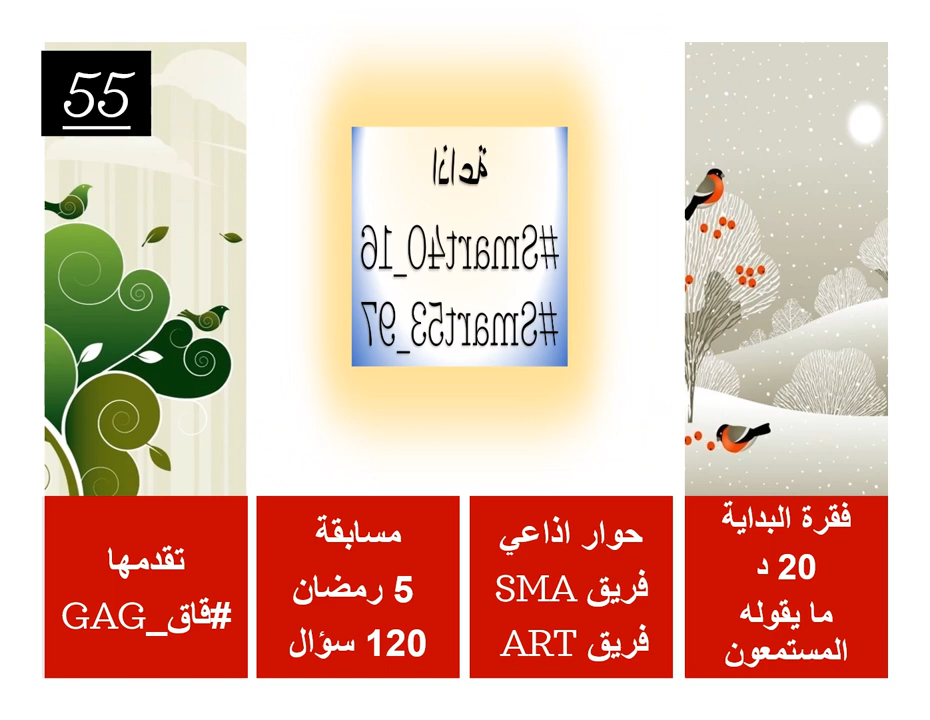 55
اذاعة
#Smart40_16
#Smart53_97
فقرة البداية
20 د
ما يقوله
المستمعون
حوار اذاعي
فريق SMA
فريق ART
مسابقة
5 رمضان
120 سؤال
تقدمها
#قاق_GAG